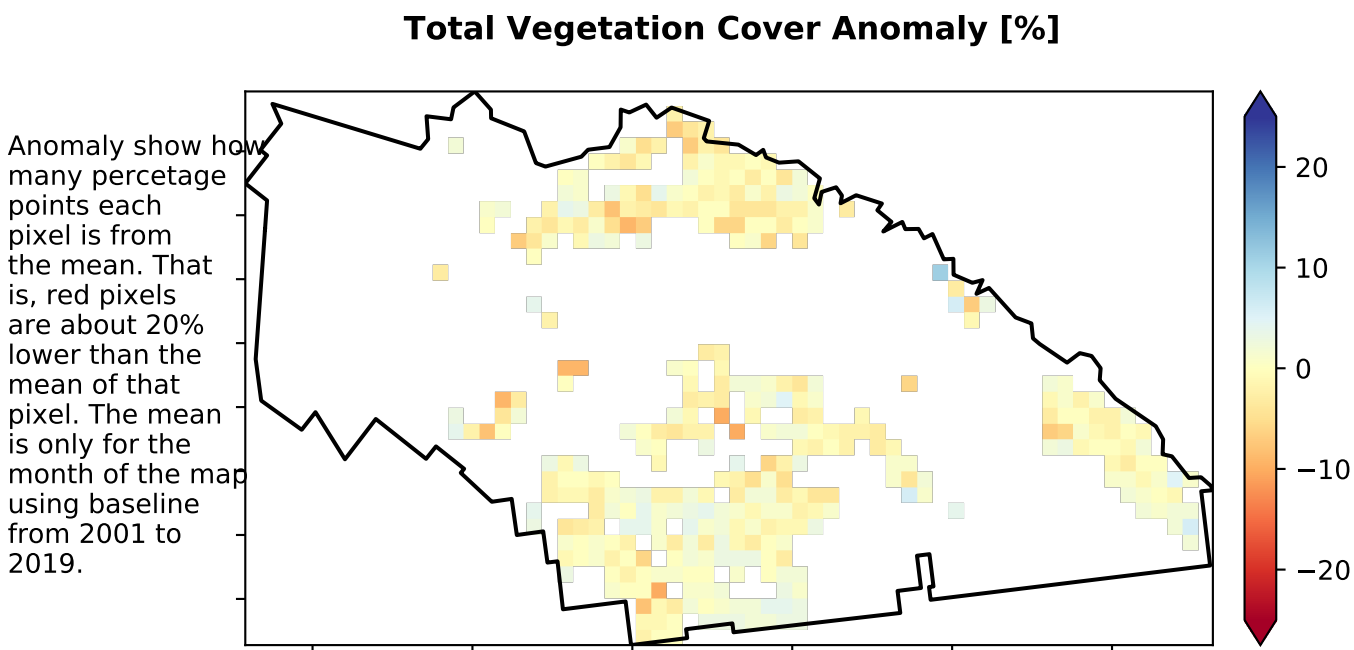 Total Vegetation Cover Anomaly [%]
Anomaly show how
many percetage
points each
pixel is from
the mean. That
is, red pixels
are about 20%
lower than the
mean of that
pixel. The mean
is only for the
month of the map
using baseline
from 2001 to
2019.
20
10
0
−10
−20